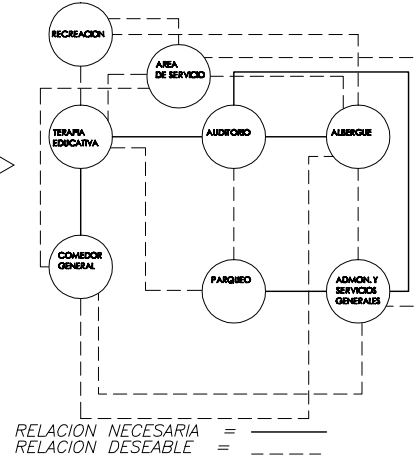 RECREACION
AREA
DE SERVICIO
TERAPIA
EDUCATIVA
AUDITORIO
ALBERGUE
COMEDOR
GENERAL
PARQUEO
ADMON. Y
SERVICIOS
GENERALES
RELACION NECESARIA =
RELACION DESEABLE =